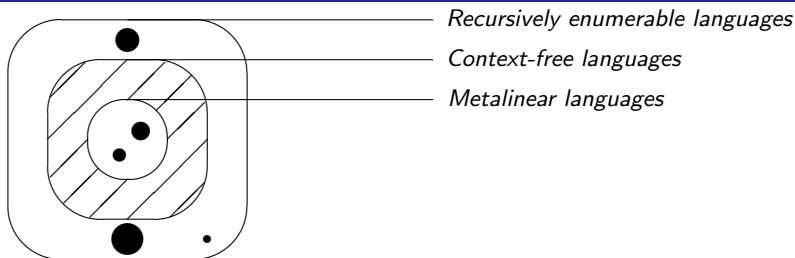 Recursively enumerable languages
Context-free languages
Metalinear languages